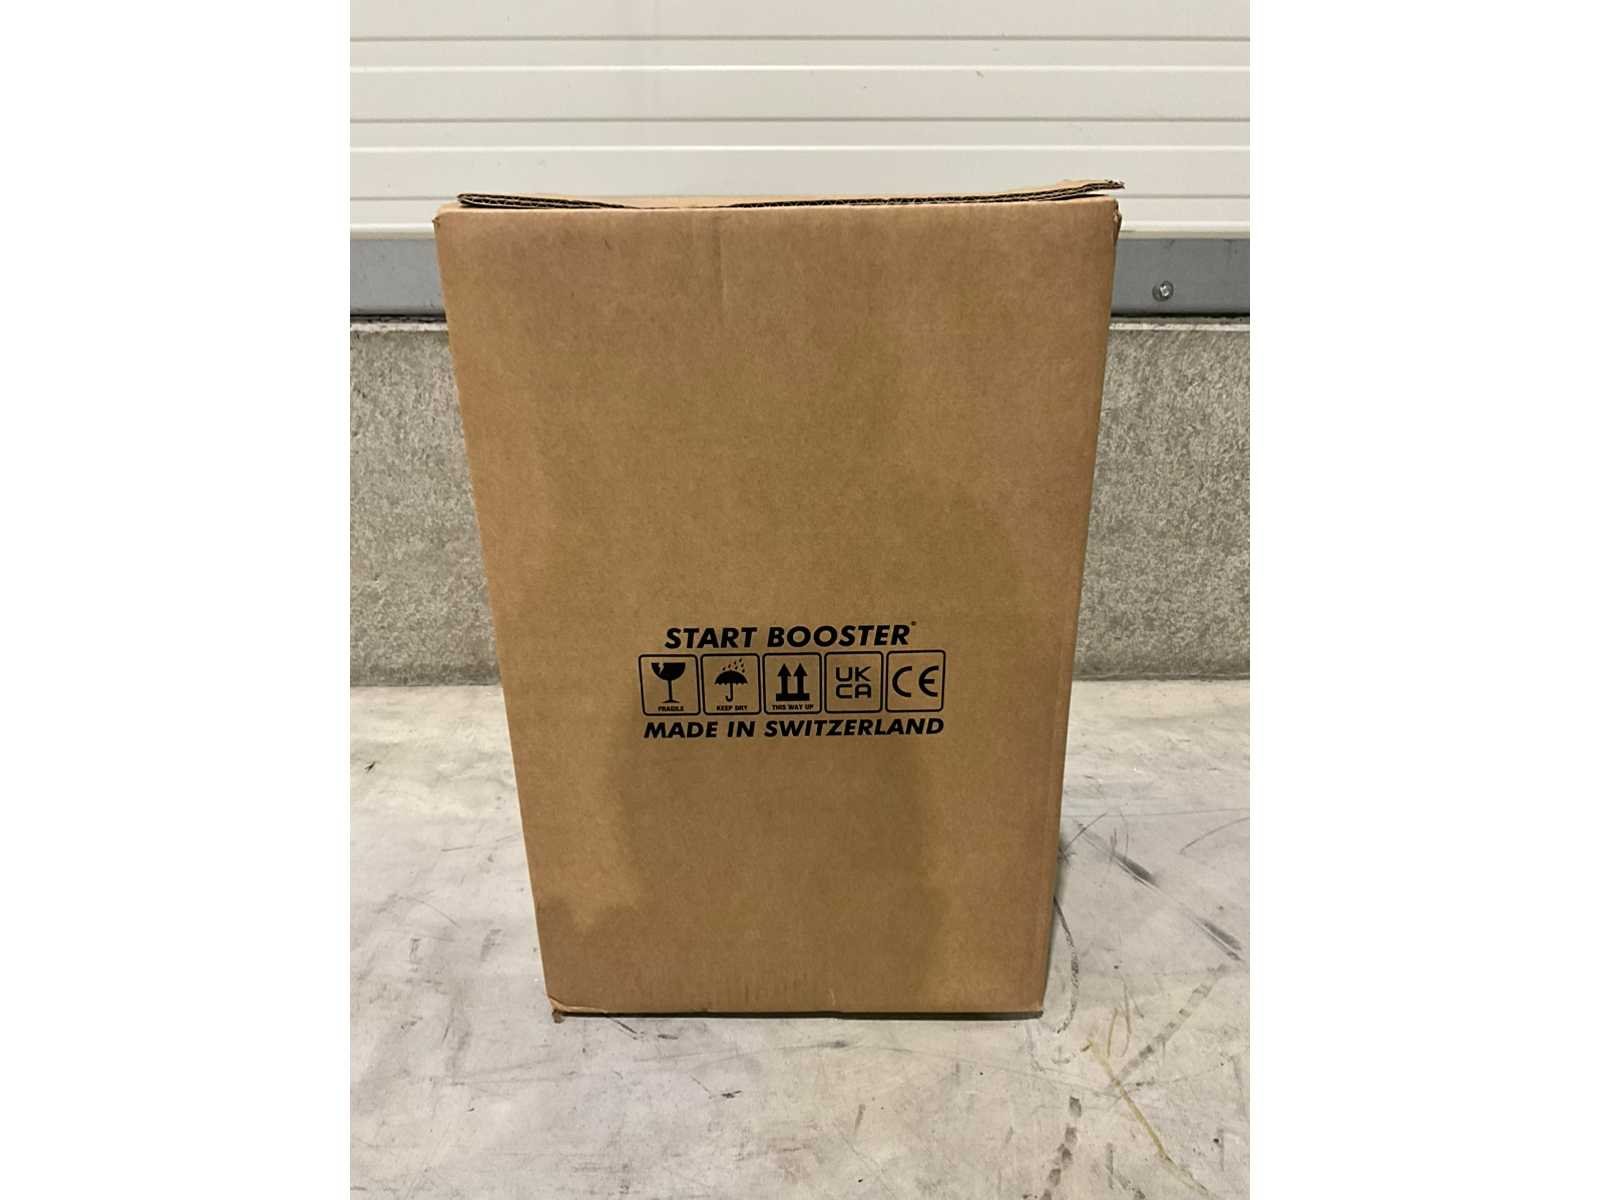 START BOOSTER®
FRAGILE KEEP DRY THIS WAY UP UK CA CE
MADE IN SWITZERLAND